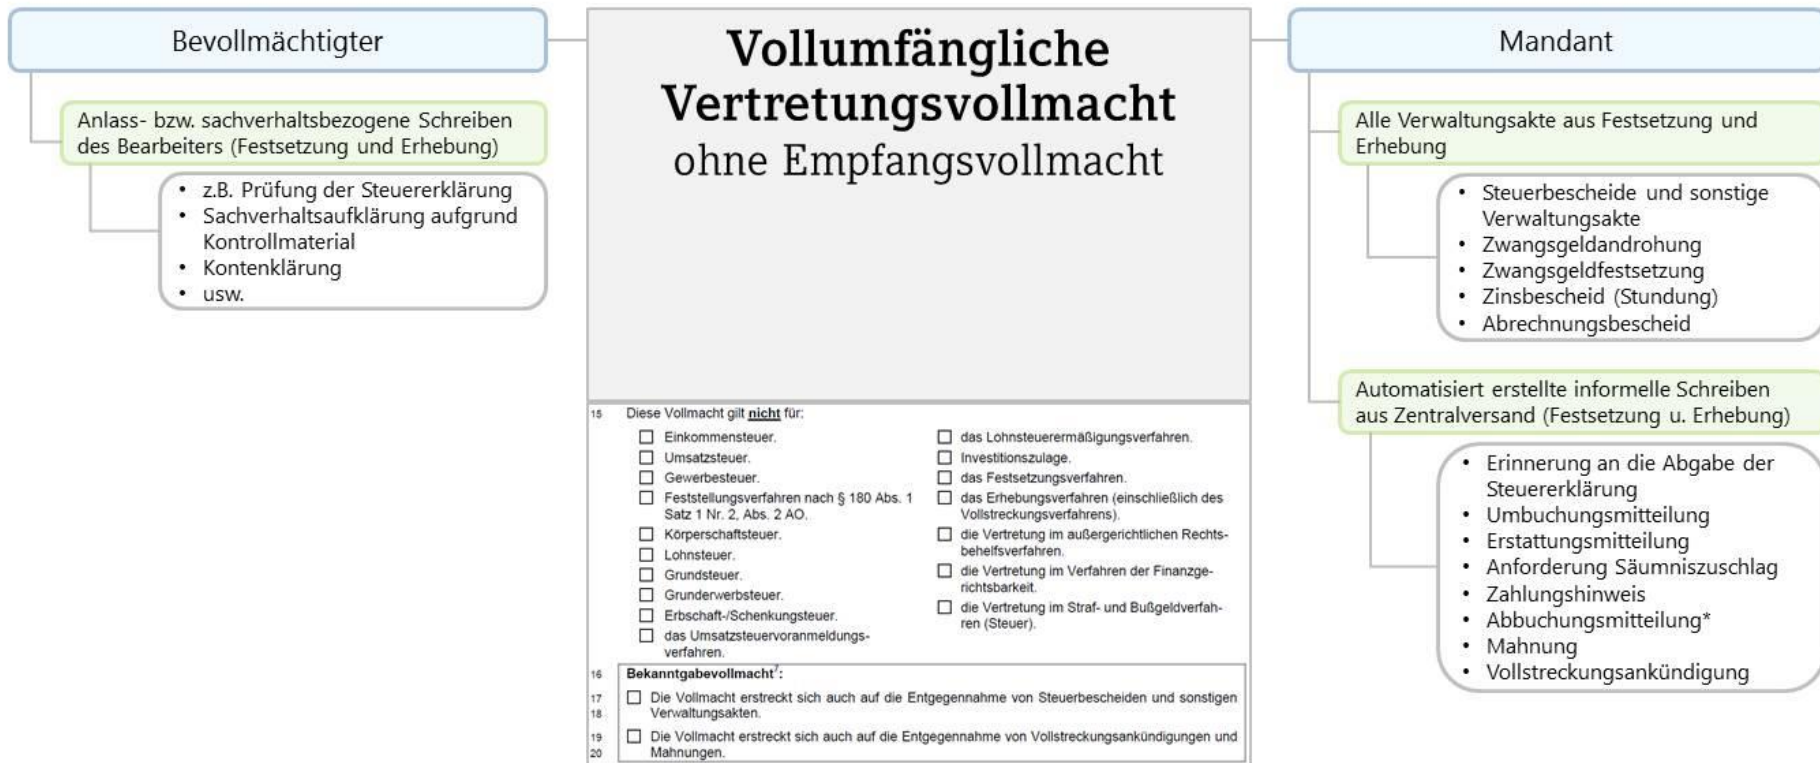 Bevollmächtigter
Anlass- bzw. sachverhaltsbezogene Schreiben
des Bearbeiters (Festsetzung und Erhebung)
• z.B. Prüfung der Steuererklärung
• Sachverhaltsaufklärung aufgrund
Kontrollmaterial
• Kontenklärung
• usw.
Vollumfängliche
Vertretungsvollmacht
ohne Empfangsvollmacht
15 Diese Vollmacht gilt nicht für:
☐ Einkommensteuer.
☐ Umsatzsteuer.
☐ Gewerbesteuer.
☐ Feststellungsverfahren nach § 180 Abs. 1
Satz 1 Nr. 2, Abs. 2 AO.
☐ Körperschaftsteuer.
☐ Lohnsteuer.
☐ Grundsteuer.
☐ Grunderwerbsteuer.
☐ Erbschaft-/Schenkungsteuer.
☐ das Umsatzsteuervoranmeldungs-
verfahren.
☐ das Lohnsteuerermäßigungsverfahren.
☐ Investitionszulage.
☐ das Festsetzungsverfahren.
☐ das Erhebungsverfahren (einschließlich des
Vollstreckungsverfahrens).
☐ die Vertretung im außergerichtlichen Rechts-
behelfsverfahren.
☐ die Vertretung im Verfahren der Finanzge-
richtsbarkeit.
☐ die Vertretung im Straf- und Bußgeldverfah-
ren (Steuer).
16 Bekanntgabevollmacht⁷:
17 ☐ Die Vollmacht erstreckt sich auch auf die Entgegennahme von Steuerbescheiden und sonstigen
18 Verwaltungsakten.
19 ☐ Die Vollmacht erstreckt sich auch auf die Entgegennahme von Vollstreckungsankündigungen und
20 Mahnungen.
Mandant
Alle Verwaltungsakte aus Festsetzung und
Erhebung
• Steuerbescheide und sonstige
Verwaltungsakte
• Zwangsgeldandrohung
• Zwangsgeldfestsetzung
• Zinsbescheid (Stundung)
• Abrechnungsbescheid
Automatisiert erstellte informelle Schreiben
aus Zentralversand (Festsetzung u. Erhebung)
• Erinnerung an die Abgabe der
Steuererklärung
• Umbuchungsmitteilung
• Erstattungsmitteilung
• Anforderung Säumniszuschlag
• Zahlungshinweis
• Abbuchungsmitteilung*
• Mahnung
• Vollstreckungsankündigung